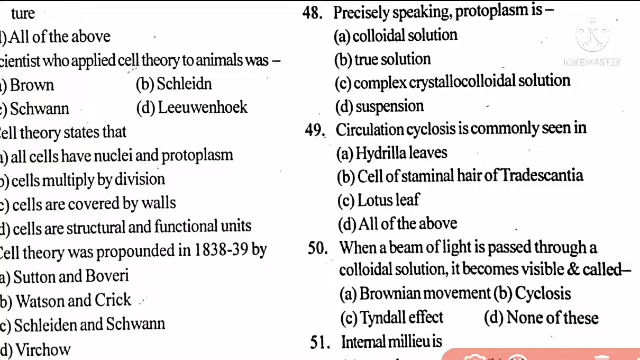 ture
d).All of the above
cientist who applied cell theory to animals was –
a) Brown (b) Schleidn
c) Schwann (d) Leeuwenhoek
Cell theory states that
a) all cells have nuclei and protoplasm
b) cells multiply by division
c) cells are covered by walls
d) cells are structural and functional units
Cell theory was propounded in 1838-39 by
a) Sutton and Boveri
b) Watson and Crick
c) Schleiden and Schwann
d) Virchow
48. Precisely speaking, protoplasm is –
(a) colloidal solution
(b) true solution
(c) complex crystallocolloidal solution
(d) suspension
49. Circulation cyclosis is commonly seen in
(a) Hydrilla leaves
(b) Cell of staminal hair of Tradescantia
(c) Lotus leaf
(d) All of the above
50. When a beam of light is passed through a
colloidal solution, it becomes visible & called–
(a) Brownian movement (b) Cyclosis
(c) Tyndall effect (d) None of these
51. Internal millieu is
KINEMASTER